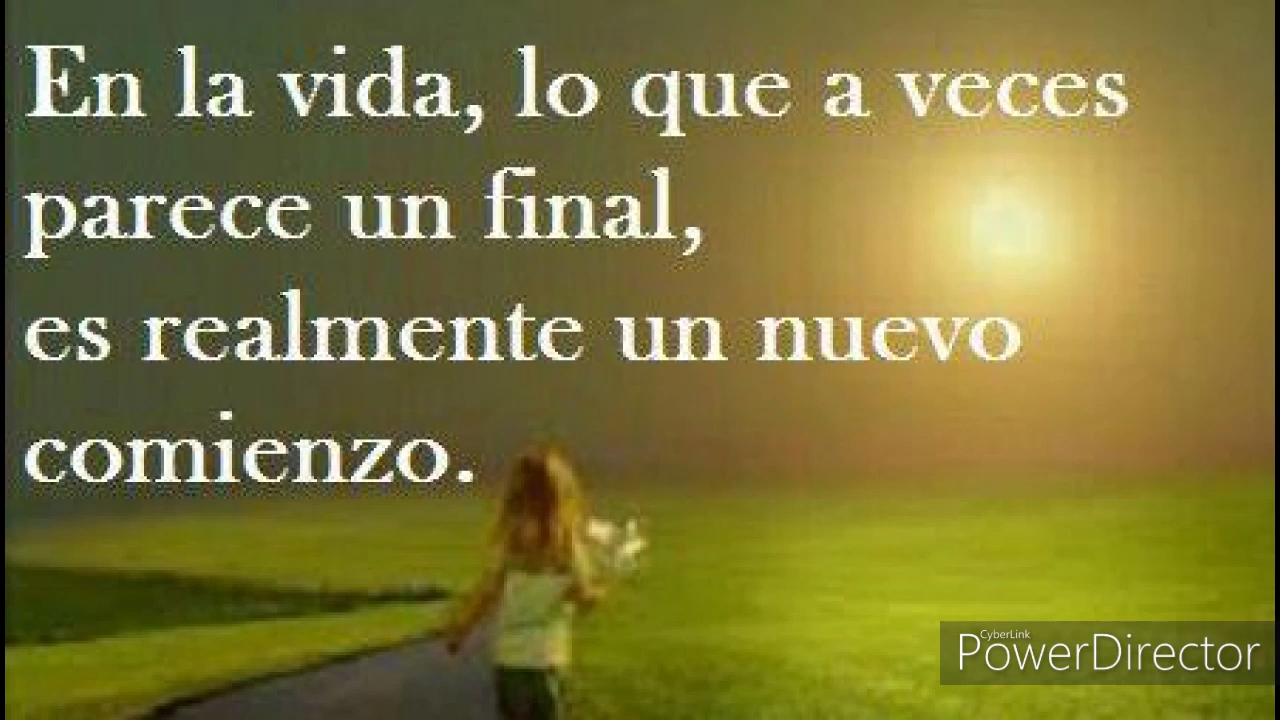 En la vida, lo que a veces
parece un final,
es realmente un nuevo
comienzo.
CyberLink
PowerDirector